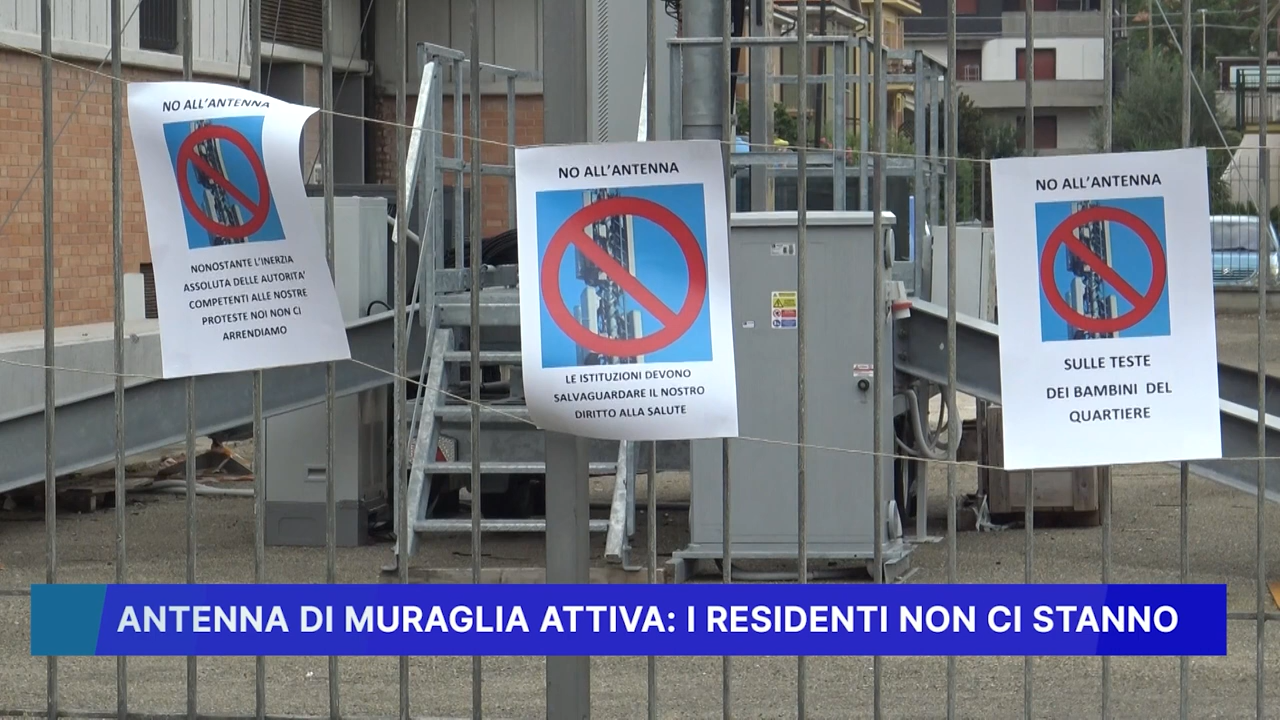 NO ALL'ANTENNA
NONOSTANTE L'INERZIA
ASSOLUTA DELLE AUTORITA'
COMPETENTI ALLE NOSTRE
PROTESTE NOI NON CI
ARRENDIAMO
NO ALL'ANTENNA
LE ISTITUZIONI DEVONO
SALVAGUARDARE IL NOSTRO
DIRITTO ALLA SALUTE
NO ALL'ANTENNA
SULLE TESTE
DEI BAMBINI DEL
QUARTIERE
ANTENNA DI MURAGLIA ATTIVA: I RESIDENTI NON CI STANNO